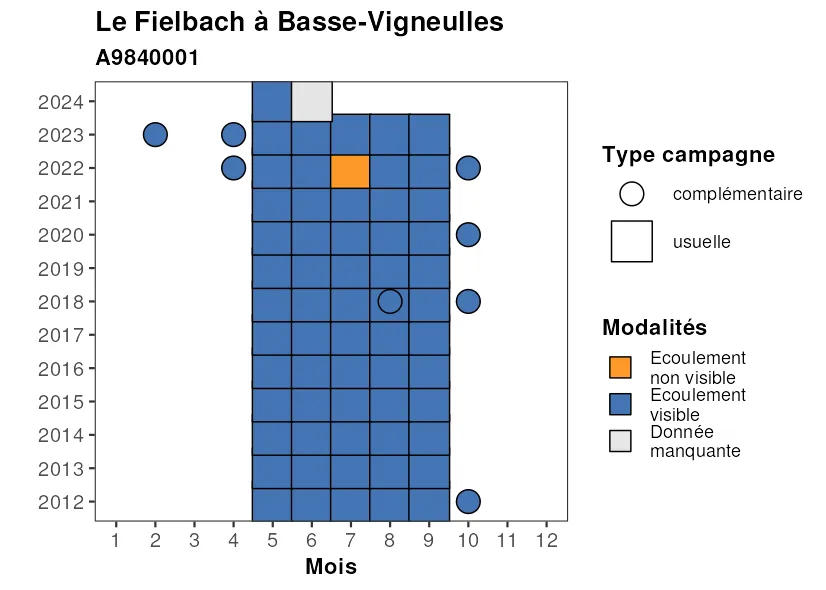 Le Fielbach à Basse-Vigneulles
A9840001
2024
2023
2022
2021
2020
2019
2018
2017
2016
2015
2014
2013
2012
1 2 3 4 5 6 7 8 9 10 11 12
Mois
Type campagne
complémentaire
usuelle
Modalités
Ecoulement
non visible
Ecoulement
visible
Donnée
manquante